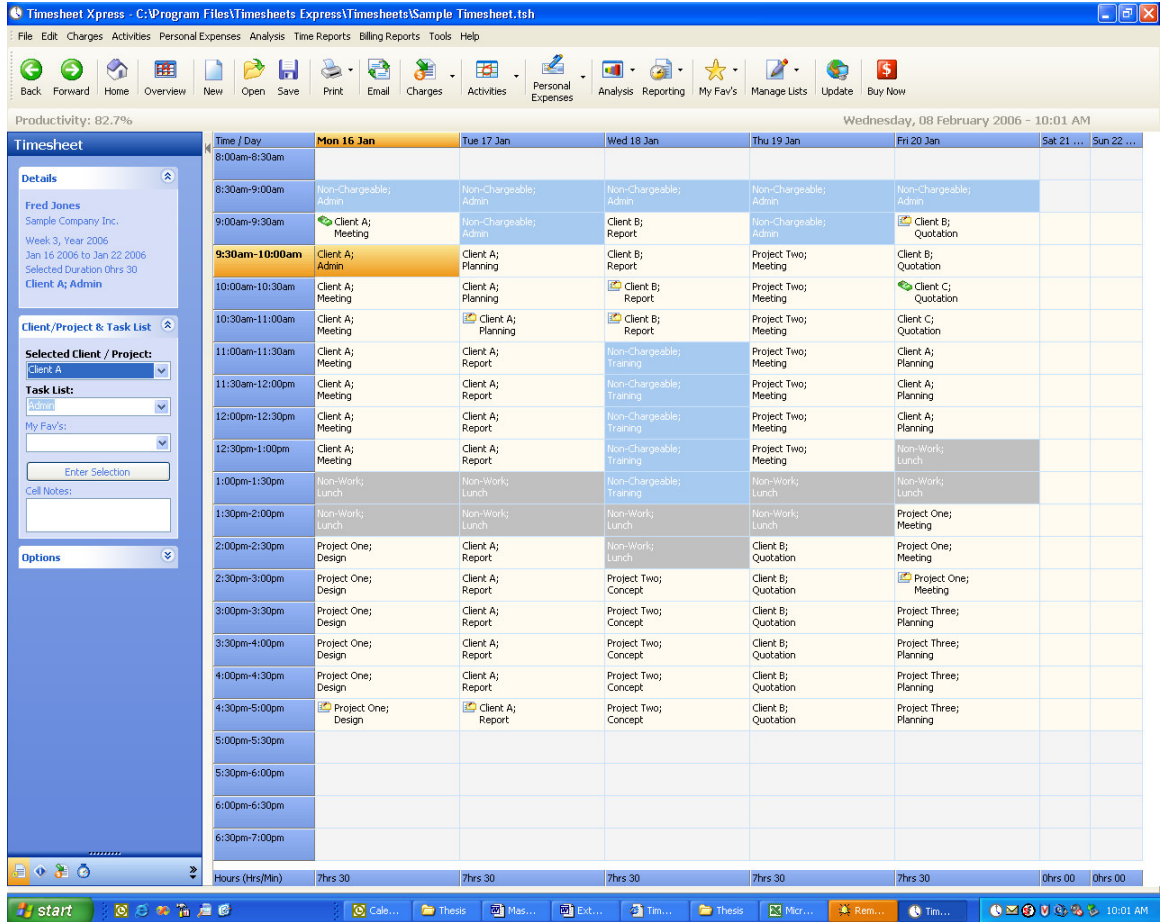 Timesheet Xpress - C:\Program Files\Timesheets Express\Timesheets\Sample Timesheet.tsh
File Edit Charges Activities Personal Expenses Analysis Time Reports Billing Reports Tools Help
Back Forward Home Overview New Open Save Print Email Charges Activities Personal Expenses Analysis Reporting My Fav's Manage Lists Update Buy Now
Productivity: 82.7% Wednesday, 08 February 2006 - 10:01 AM
Timesheet
Details
Fred Jones
Sample Company Inc.
Week 3, Year 2006
Jan 16 2006 to Jan 22 2006
Selected Duration 0hrs 30
Client A; Admin
Client/Project & Task List
Selected Client / Project:
Client A
Task List:
Admin
My Fav's:
Enter Selection
Cell Notes:
Options
Time / Day Mon 16 Jan Tue 17 Jan Wed 18 Jan Thu 19 Jan Fri 20 Jan Sat 21 ... Sun 22 ...
8:00am-8:30am
8:30am-9:00am Non-Chargeable; Non-Chargeable; Non-Chargeable; Non-Chargeable; Non-Chargeable;
Admin Admin Admin Admin Admin
9:00am-9:30am Client A; Non-Chargeable; Client B; Non-Chargeable; Client B;
Meeting Admin Report Admin Quotation
9:30am-10:00am Client A; Client A; Client B; Project Two; Client B;
Admin Planning Report Meeting Quotation
10:00am-10:30am Client A; Client A; Client B; Project Two; Client C;
Meeting Planning Report Meeting Quotation
10:30am-11:00am Client A; Client A; Client B; Project Two; Client C;
Meeting Planning Report Meeting Quotation
11:00am-11:30am Client A; Client A; Non-Chargeable; Project Two; Client A;
Meeting Report Training Meeting Planning
11:30am-12:00pm Client A; Client A; Non-Chargeable; Project Two; Client A;
Meeting Report Training Meeting Planning
12:00pm-12:30pm Client A; Client A; Non-Chargeable; Project Two; Client A;
Meeting Report Training Meeting Planning
12:30pm-1:00pm Client A; Client A; Non-Chargeable; Project Two; Non-Work;
Meeting Report Training Meeting Lunch
1:00pm-1:30pm Non-Work; Non-Work; Non-Chargeable; Non-Work; Non-Work;
Lunch Lunch Training Lunch Lunch
1:30pm-2:00pm Non-Work; Non-Work; Non-Work; Non-Work; Project One;
Lunch Lunch Lunch Lunch Meeting
2:00pm-2:30pm Project One; Client A; Non-Work; Client B; Project One;
Design Report Lunch Quotation Meeting
2:30pm-3:00pm Project One; Client A; Project Two; Client B; Project One;
Design Report Concept Quotation Meeting
3:00pm-3:30pm Project One; Client A; Project Two; Client B; Project Three;
Design Report Concept Quotation Planning
3:30pm-4:00pm Project One; Client A; Project Two; Client B; Project Three;
Design Report Concept Quotation Planning
4:00pm-4:30pm Project One; Client A; Project Two; Client B; Project Three;
Design Report Concept Quotation Planning
4:30pm-5:00pm Project One; Client A; Project Two; Client B; Project Three;
Design Report Concept Quotation Planning
5:00pm-5:30pm
5:30pm-6:00pm
6:00pm-6:30pm
6:30pm-7:00pm
Hours (Hrs/Min) 7hrs 30 7hrs 30 7hrs 30 7hrs 30 7hrs 30 0hrs 00 0hrs 00
start Cale... Thesis Mas... Ext... Tim... Thesis Micr... Rem... Tim... 10:01 AM